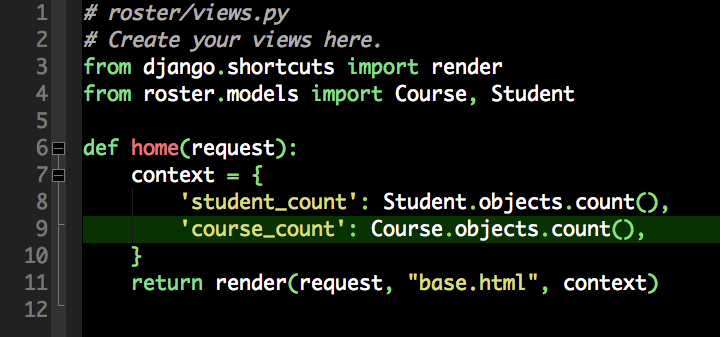 1 # roster/views.py
2 # Create your views here.
3 from django.shortcuts import render
4 from roster.models import Course, Student
5
6 def home(request):
7     context = {
8         'student_count': Student.objects.count(),
9         'course_count': Course.objects.count(),
10     }
11     return render(request, "base.html", context)
12